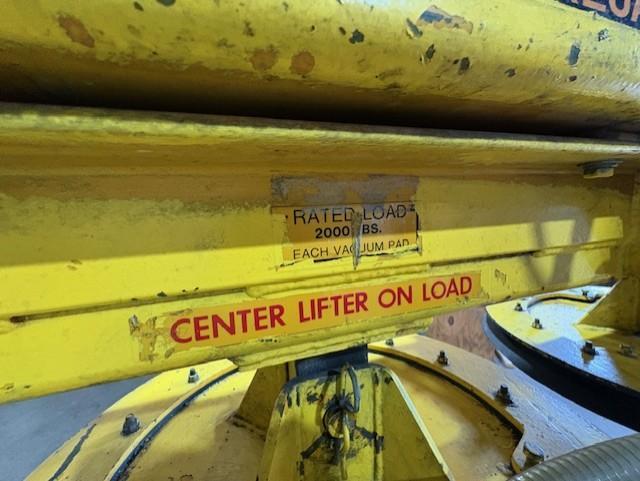 RATED LOAD
2000 LBS.
EACH VACUUM PAD
CENTER LIFTER ON LOAD